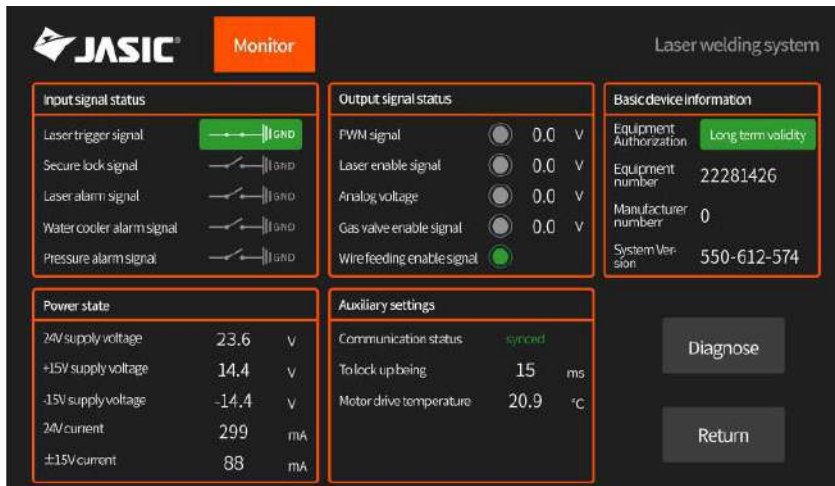 JASIC
Monitor
Laser welding system
Input signal status
Laser trigger signal GND
Secure lock signal GND
Laser alarm signal GND
Water cooler alarm signal GND
Pressure alarm signal GND
Output signal status
PWM signal 0.0 V
Laser enable signal 0.0 V
Analog voltage 0.0 V
Gas valve enable signal 0.0 V
Wire feeding enable signal
Basic device information
Equipment
Authorization
Long term validity
Equipment
number
22281426
Manufacturer
numberr
0
System Ver-
sion
550-612-574
Power state
24V supply voltage 23.6 V
+15V supply voltage 14.4 V
-15V supply voltage -14.4 V
24V current 299 mA
±15V current 88 mA
Auxiliary settings
Communication status synced
To lock up being 15 ms
Motor drive temperature 20.9 °C
Diagnose
Return